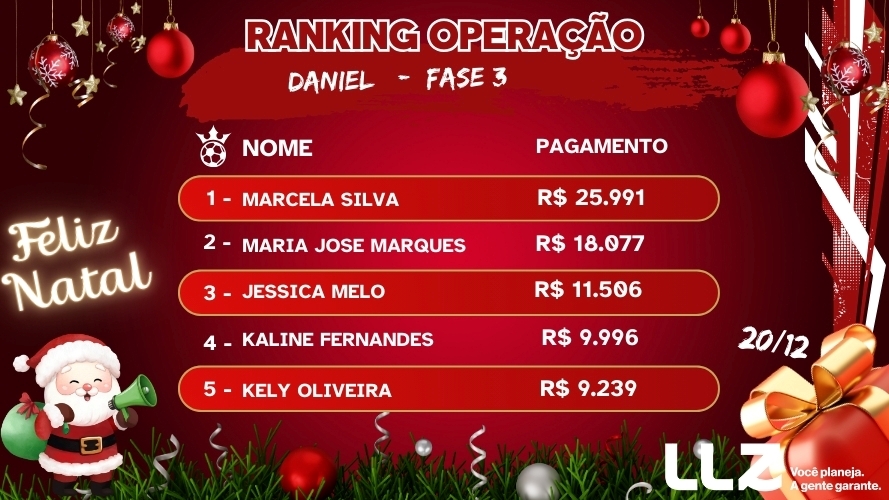 RANKING OPERAÇÃO
DANIEL - FASE 3
NOME PAGAMENTO
1 - MARCELA SILVA R$ 25.991
2 - MARIA JOSE MARQUES R$ 18.077
3 - JESSICA MELO R$ 11.506
4 - KALINE FERNANDES R$ 9.996
5 - KELY OLIVEIRA R$ 9.239
Feliz
Natal
20/12
LLZ
Você planeja.
A gente garante.